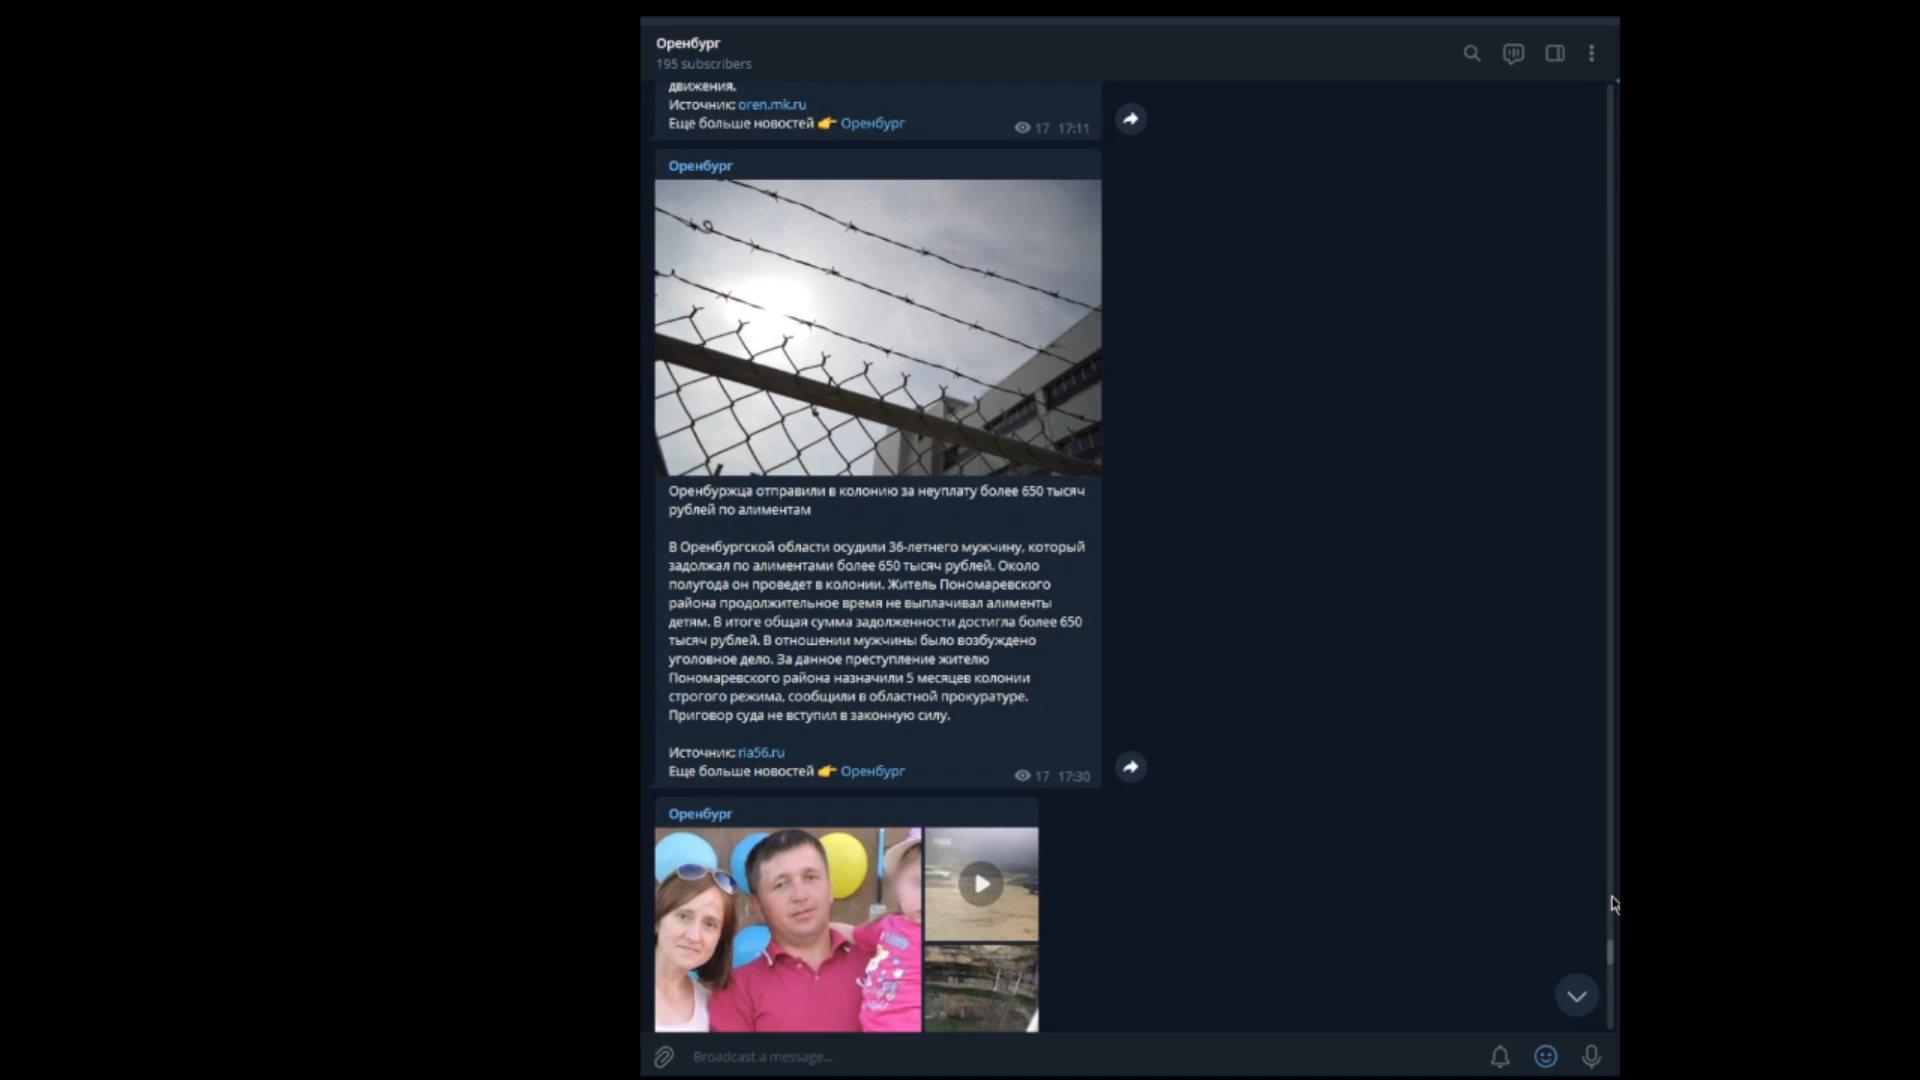 Оренбург
195 subscribers
движения.
Источник: oren.mk.ru
Еще больше новостей 👉 Оренбург
17 17:11
Оренбург
Оренбуржца отправили в колонию за неуплату более 650 тысяч
рублей по алиментам
В Оренбургской области осудили 36-летнего мужчину, который
задолжал по алиментами более 650 тысяч рублей. Около
полугода он проведет в колонии. Житель Пономаревского
района продолжительное время не выплачивал алименты
детям. В итоге общая сумма задолженности достигла более 650
тысяч рублей. В отношении мужчины было возбуждено
уголовное дело. За данное преступление жителю
Пономаревского района назначили 5 месяцев колонии
строгого режима, сообщили в областной прокуратуре.
Приговор суда не вступил в законную силу.
Источник: ria56.ru
Еще больше новостей 👉 Оренбург
17 17:30
Оренбург
Broadcast a message...